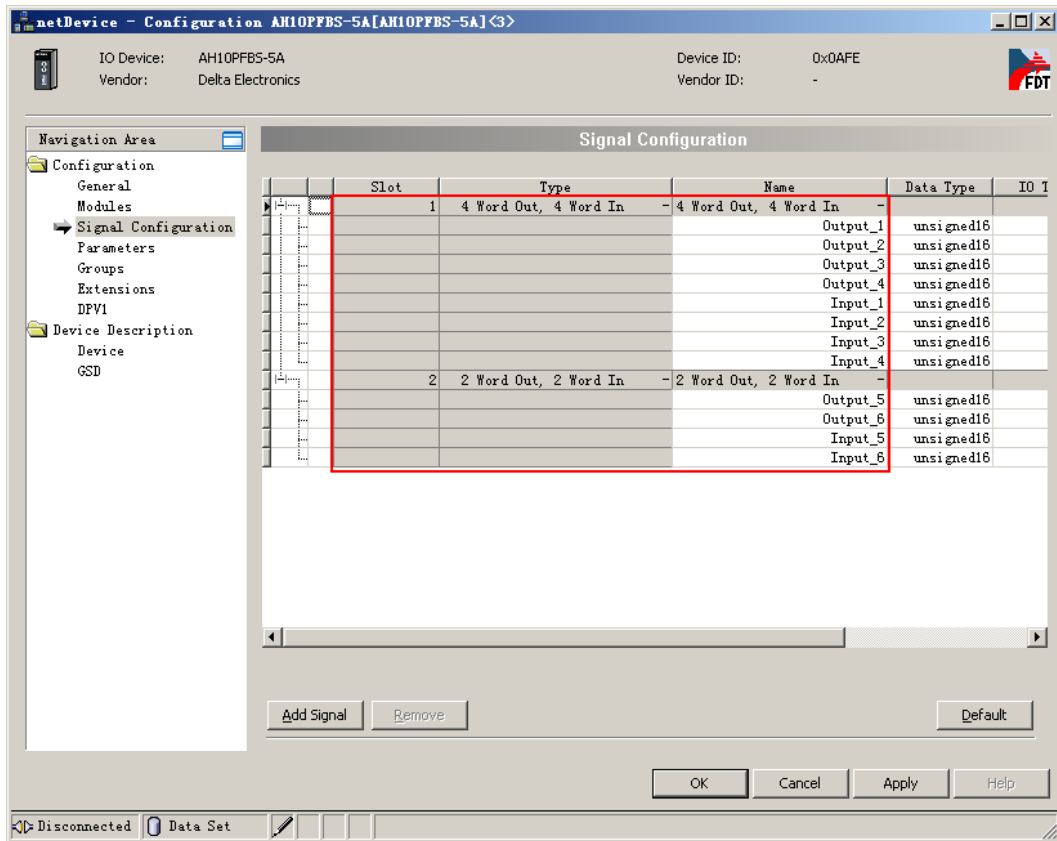 netDevice - Configuration AH10PFBS-5A[AH10PFBS-5A]<3>
IO Device: AH10PFBS-5A Device ID: 0x0AFE
Vendor: Delta Electronics Vendor ID: -
FDT
Navigation Area
Configuration
General
Modules
Signal Configuration
Parameters
Groups
Extensions
DPV1
Device Description
Device
GSD
Signal Configuration
Slot Type Name Data Type IO T
1 4 Word Out, 4 Word In - 4 Word Out, 4 Word In -
Output_1 unsigned16
Output_2 unsigned16
Output_3 unsigned16
Output_4 unsigned16
Input_1 unsigned16
Input_2 unsigned16
Input_3 unsigned16
Input_4 unsigned16
2 2 Word Out, 2 Word In - 2 Word Out, 2 Word In -
Output_5 unsigned16
Output_6 unsigned16
Input_5 unsigned16
Input_6 unsigned16
Add Signal Remove Default
OK Cancel Apply Help
Disconnected Data Set